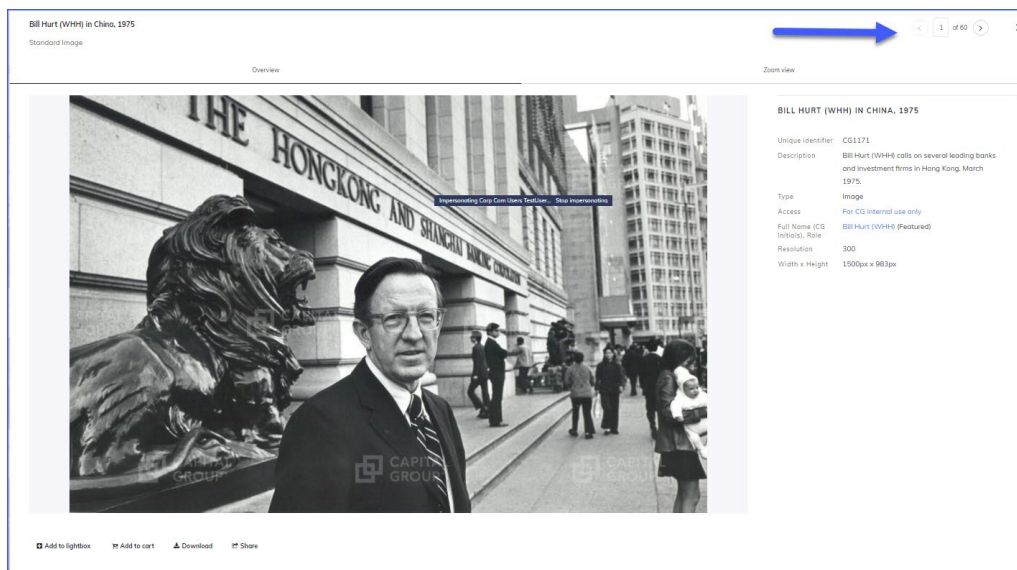 Bill Hurt (WHH) in China, 1975
1 of 60
Standard Image
Overview
Zoom view
THE HONGKONG AND SHANGHAI BANKING CORPORATION
Impersonating Corp Com Users TestUser... Stop impersonating
CAPITAL
GROUP
CAPITAL
GROUP
CAPITAL
GROUP
CAPITAL
GROUP
BILL HURT (WHH) IN CHINA, 1975
Unique identifier CG1171
Description Bill Hurt (WHH) calls on several leading banks
and investment firms in Hong Kong, March
1975.
Type Image
Access For CG internal use only
Full Name (CG
Initials), Role Bill Hurt (WHH) (Featured)
Resolution 300
Width x Height 1500px x 983px
Add to lightbox
Add to cart
Download
Share